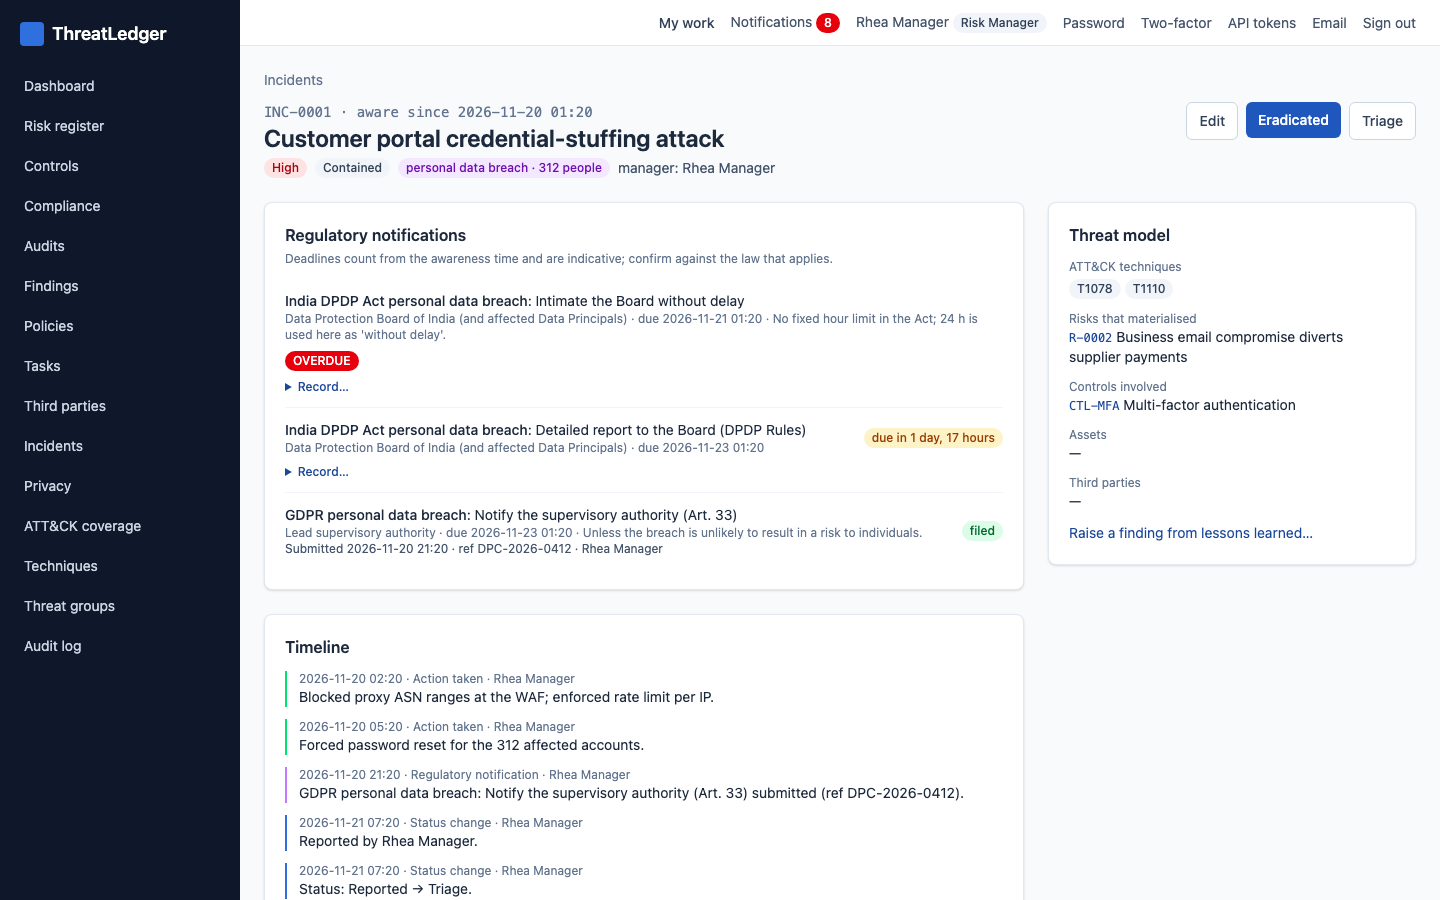 ThreatLedger
Dashboard
Risk register
Controls
Compliance
Audits
Findings
Policies
Tasks
Third parties
Incidents
Privacy
ATT&CK coverage
Techniques
Threat groups
Audit log
My work Notifications 8 Rhea Manager Risk Manager Password Two-factor API tokens Email Sign out
Incidents
INC-0001 · aware since 2026-11-20 01:20
Customer portal credential-stuffing attack
High Contained personal data breach · 312 people manager: Rhea Manager
Edit Eradicated Triage
Regulatory notifications
Deadlines count from the awareness time and are indicative; confirm against the law that applies.
India DPDP Act personal data breach: Intimate the Board without delay
Data Protection Board of India (and affected Data Principals) · due 2026-11-21 01:20 · No fixed hour limit in the Act; 24 h is
used here as 'without delay'.
OVERDUE
Record…
India DPDP Act personal data breach: Detailed report to the Board (DPDP Rules)
Data Protection Board of India (and affected Data Principals) · due 2026-11-23 01:20
due in 1 day, 17 hours
Record…
GDPR personal data breach: Notify the supervisory authority (Art. 33)
Lead supervisory authority · due 2026-11-23 01:20 · Unless the breach is unlikely to result in a risk to individuals.
Submitted 2026-11-20 21:20 · ref DPC-2026-0412 · Rhea Manager
filed
Timeline
2026-11-20 02:20 · Action taken · Rhea Manager
Blocked proxy ASN ranges at the WAF; enforced rate limit per IP.
2026-11-20 05:20 · Action taken · Rhea Manager
Forced password reset for the 312 affected accounts.
2026-11-20 21:20 · Regulatory notification · Rhea Manager
GDPR personal data breach: Notify the supervisory authority (Art. 33) submitted (ref DPC-2026-0412).
2026-11-21 07:20 · Status change · Rhea Manager
Reported by Rhea Manager.
2026-11-21 07:20 · Status change · Rhea Manager
Status: Reported → Triage.
Threat model
ATT&CK techniques
T1078 T1110
Risks that materialised
R-0002 Business email compromise diverts
supplier payments
Controls involved
CTL-MFA Multi-factor authentication
Assets
—
Third parties
—
Raise a finding from lessons learned…